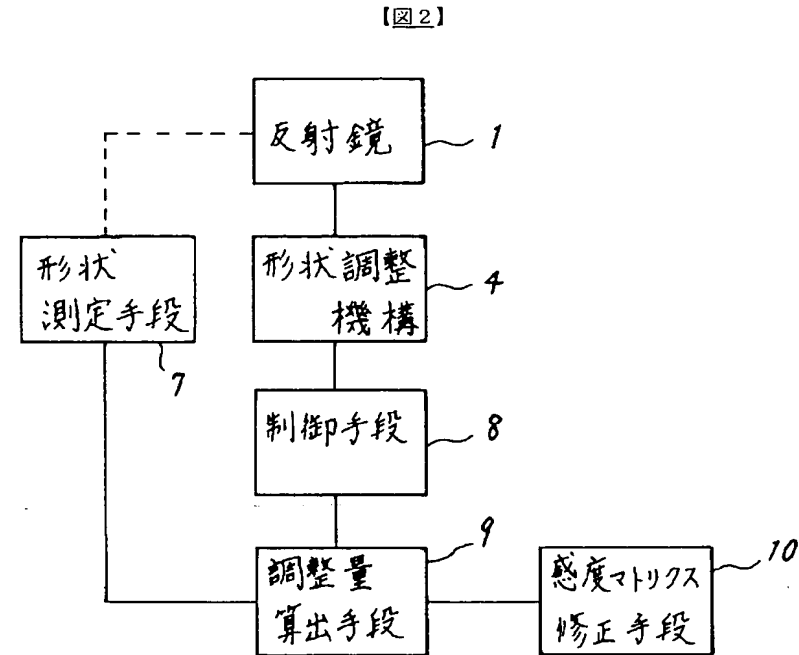 【図2】
反射鏡
1
形状
測定手段
7
形状調整
機構
4
制御手段
8
調整量
算出手段
9
感度マトリクス
修正手段
10